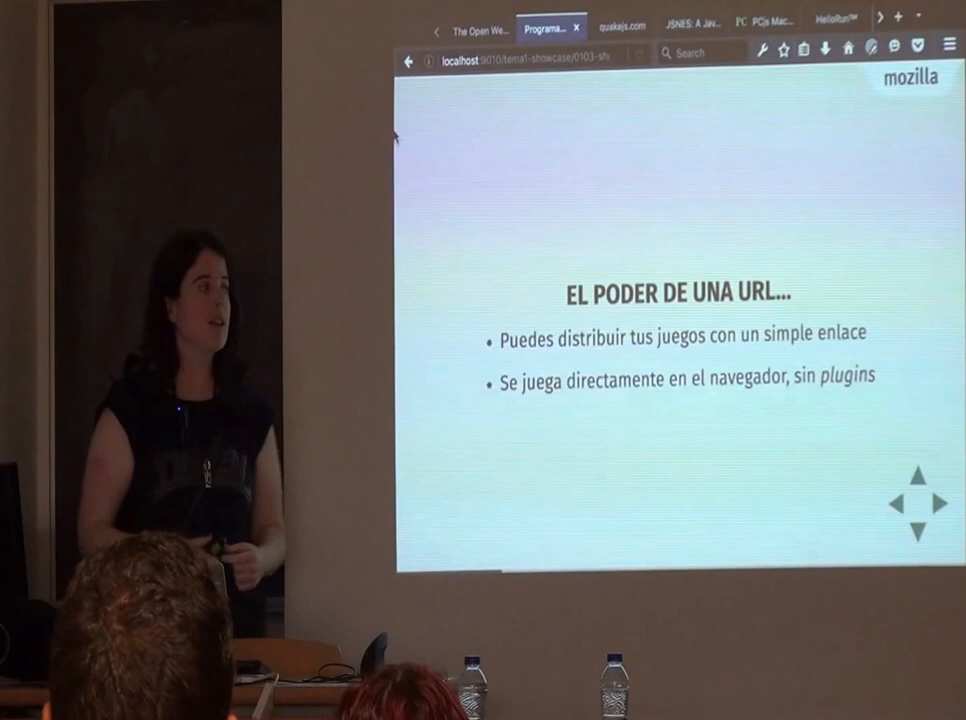 The Open We...
Programa...
quakejs.com
JSNES: A Jav...
PC PCjs Mac...
HelloRun™
localhost:9010/tema1-showcase/0103-sh
Search
mozilla
EL PODER DE UNA URL...
• Puedes distribuir tus juegos con un simple enlace
• Se juega directamente en el navegador, sin plugins